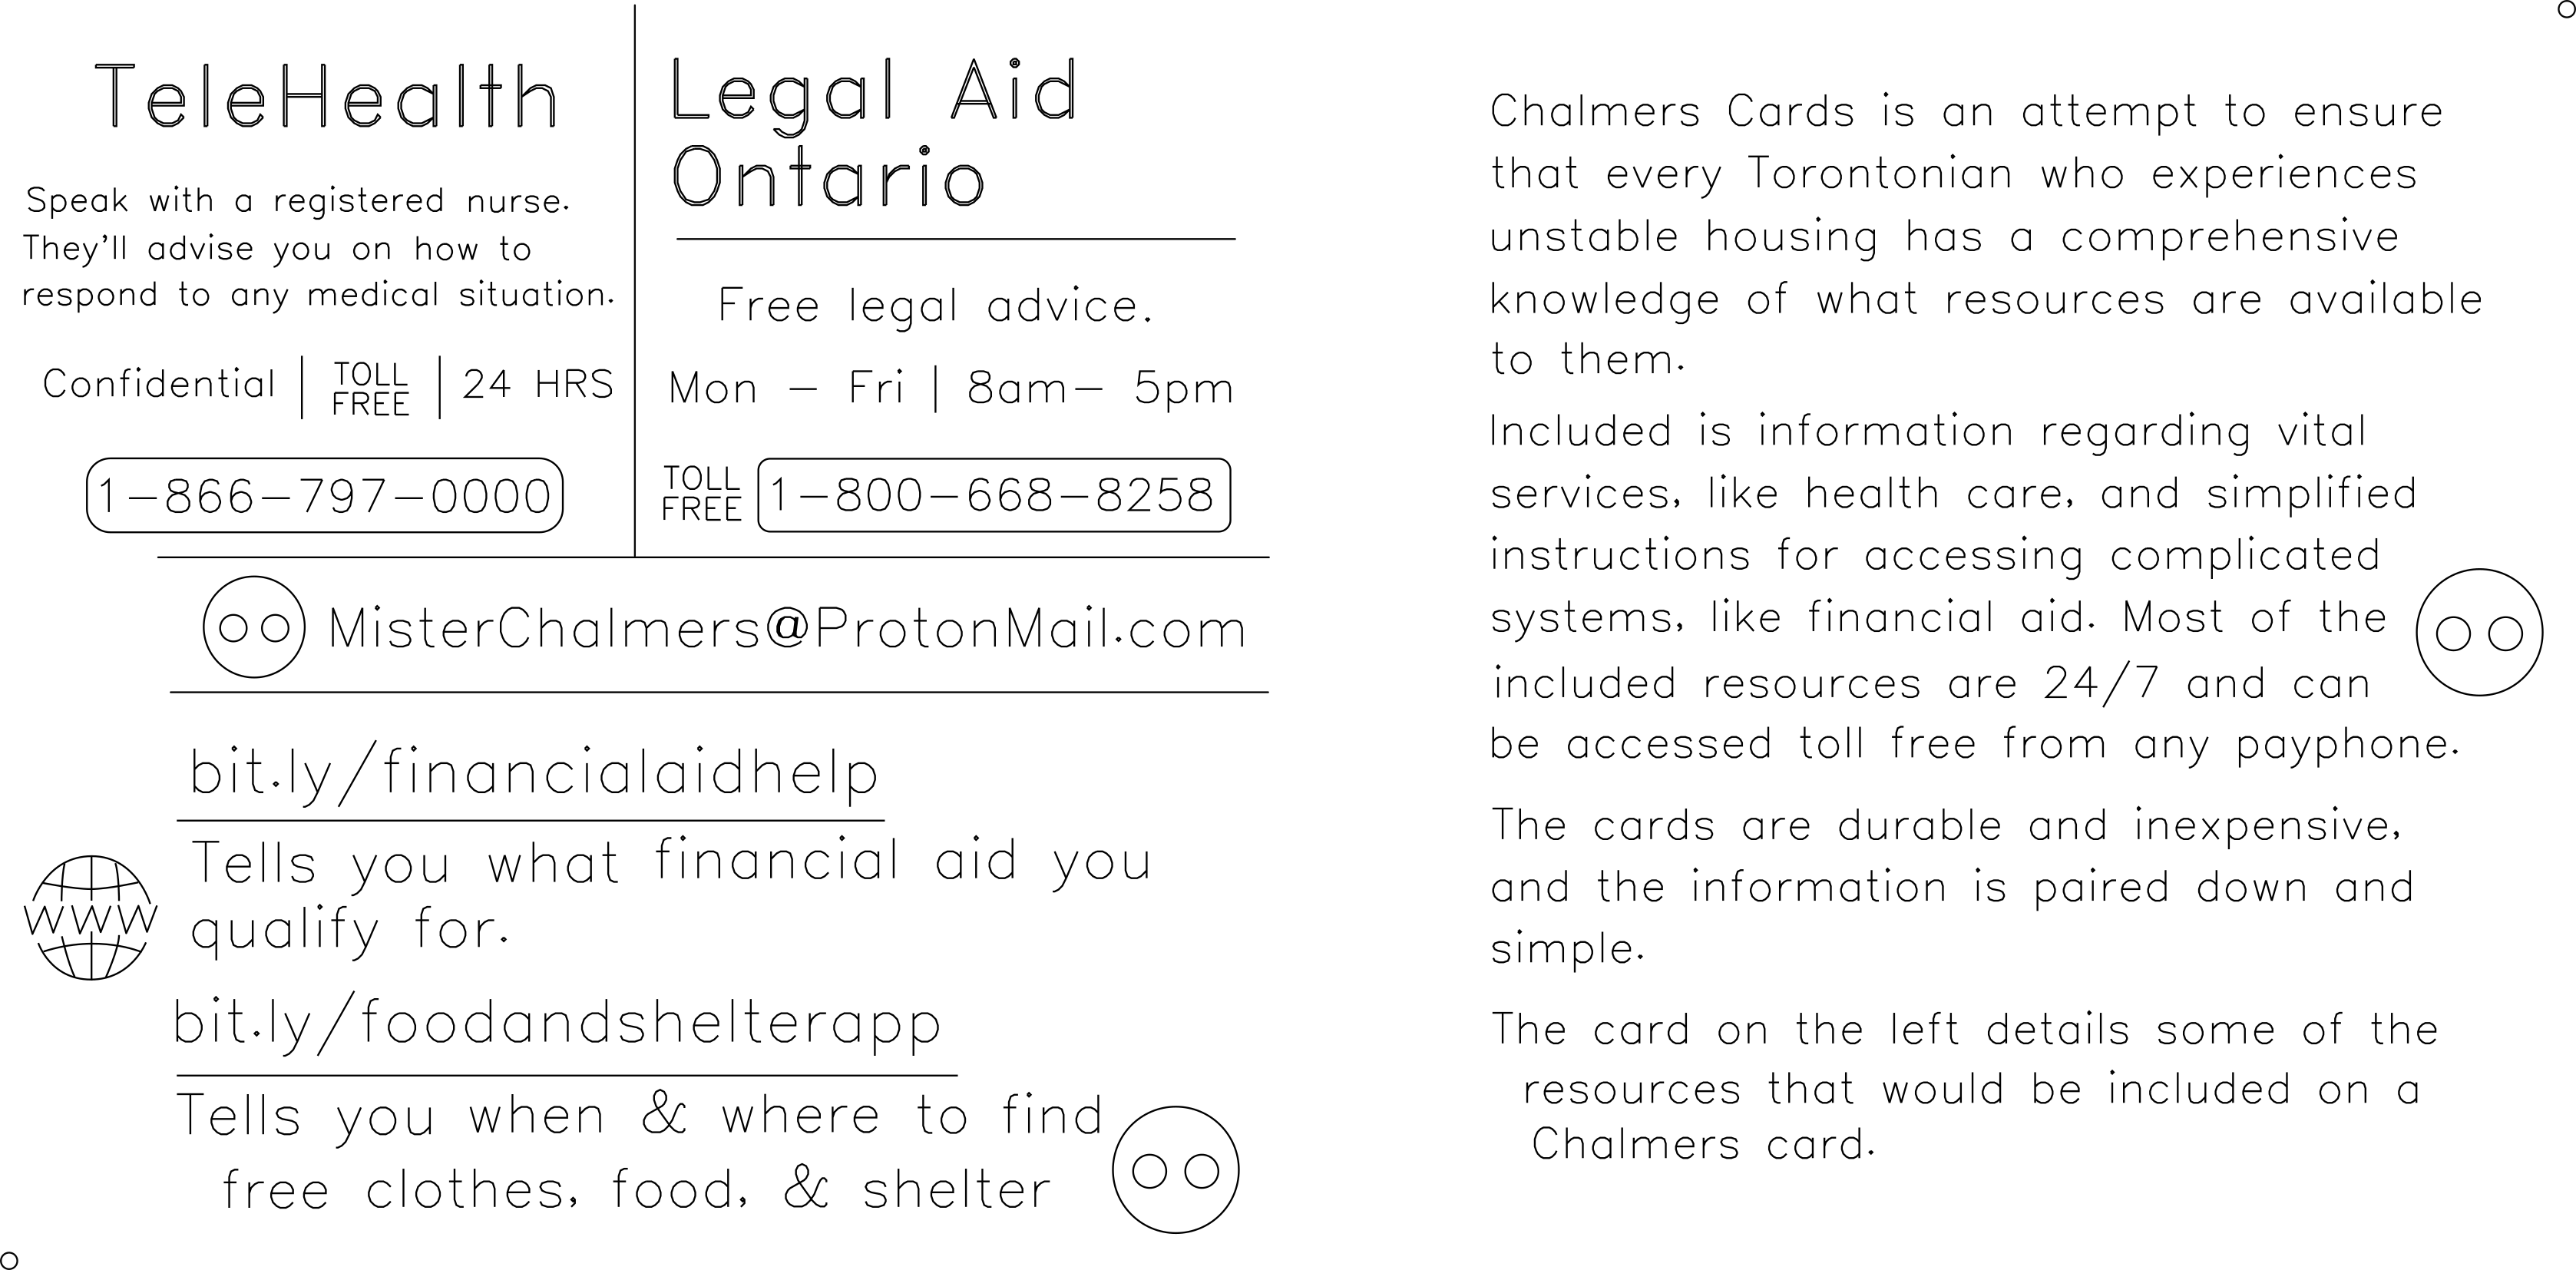 TeleHealth
Speak with a registered nurse.
They'll advise you on how to
respond to any medical situation.
Confidential | TOLL FREE | 24 HRS
1-866-797-0000
Legal Aid
Ontario
Free legal advice.
Mon - Fri | 8am- 5pm
TOLL FREE 1-800-668-8258
MisterChalmers@ProtonMail.com
WWW
bit.ly/financialaidhelp
Tells you what financial aid you
qualify for.
bit.ly/foodandshelterapp
Tells you when & where to find
free clothes, food, & shelter
Chalmers Cards is an attempt to ensure
that every Torontonian who experiences
unstable housing has a comprehensive
knowledge of what resources are available
to them.
Included is information regarding vital
services, like health care, and simplified
instructions for accessing complicated
systems, like financial aid. Most of the
included resources are 24/7 and can
be accessed toll free from any payphone.
The cards are durable and inexpensive,
and the information is paired down and
simple.
The card on the left details some of the
resources that would be included on a
Chalmers card.